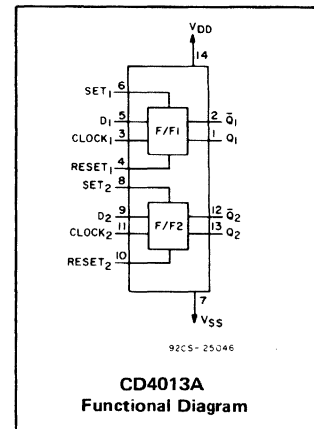 VDD
14
6
SET1
5
D1
F/F1
2
Q̅1
3
CLOCK1
1
Q1
4
RESET1
8
SET2
9
D2
F/F2
12
Q̅2
11
CLOCK2
13
Q2
10
RESET2
7
VSS
92CS-25046
CD4013A
Functional Diagram